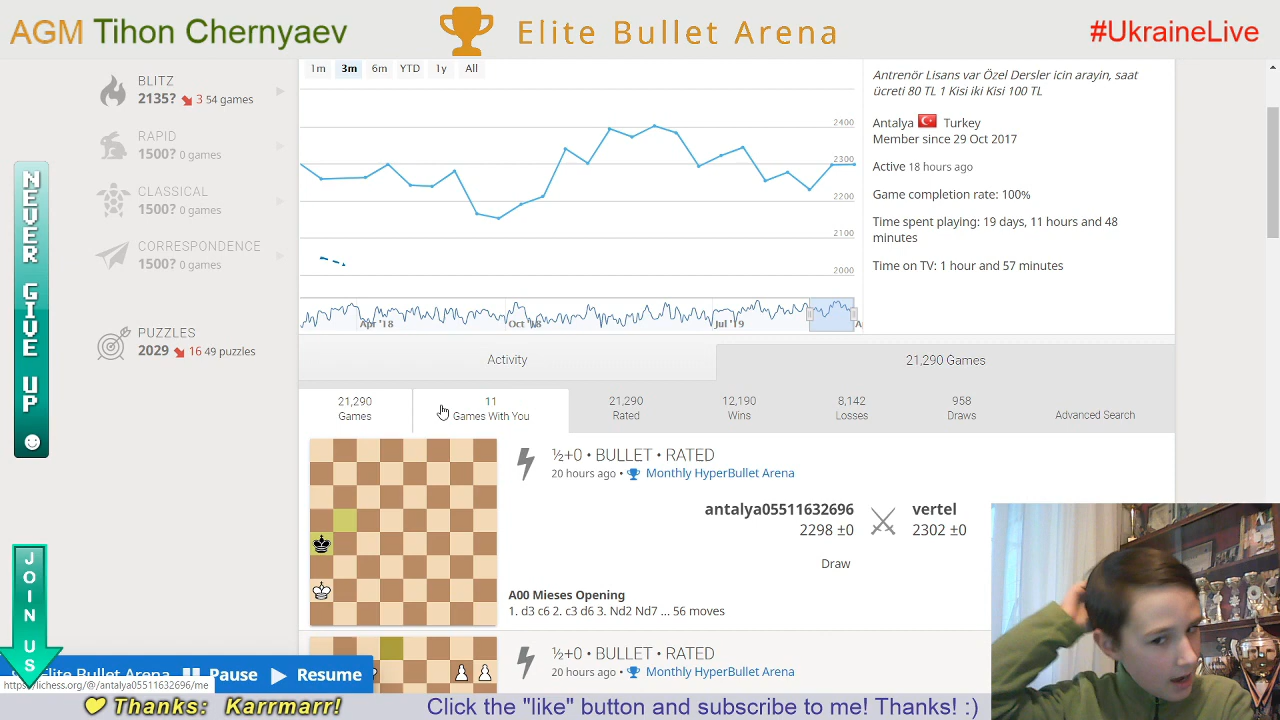 AGM Tihon Chernyaev
Elite Bullet Arena
#UkraineLive
BLITZ
2135? 3 54 games
RAPID
1500? 0 games
CLASSICAL
1500? 0 games
CORRESPONDENCE
1500? 0 games
PUZZLES
2029 16 49 puzzles
NEVER GIVE UP
JOIN US
1m 3m 6m YTD 1y All
2400
2300
2200
2100
2000
Apr '18 Oct '18 Jul '19
Antrenör Lisans var Özel Dersler icin arayin, saat
ücreti 80 TL 1 Kisi iki Kisi 100 TL
Antalya Turkey
Member since 29 Oct 2017
Active 18 hours ago
Game completion rate: 100%
Time spent playing: 19 days, 11 hours and 48
minutes
Time on TV: 1 hour and 57 minutes
Activity
21,290 Games
21,290 11 21,290 12,190 8,142 958
Games Games With You Rated Wins Losses Draws Advanced Search
½+0 • BULLET • RATED
20 hours ago • Monthly HyperBullet Arena
antalya05511632696 vertel
2298 ±0 2302 ±0
Draw
A00 Mieses Opening
1. d3 c6 2. c3 d6 3. Nd2 Nd7 ... 56 moves
½+0 • BULLET • RATED
20 hours ago • Monthly HyperBullet Arena
Elite Bullet Arena Pause Resume
https://lichess.org/@/antalya05511632696/me
Thanks: Karrmarr!
Click the "like" button and subscribe to me! Thanks! :)